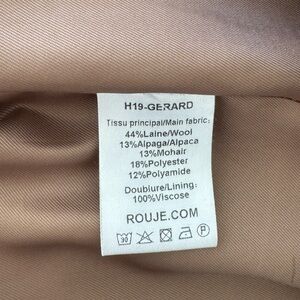 H19-GERARD
Tissu principal/Main fabric:
44%Laine/Wool
13%Alpaga/Alpaca
13%Mohair
18%Polyester
12%Polyamide
Doublure/Lining:
100%Viscose
ROUJE.COM
30 P